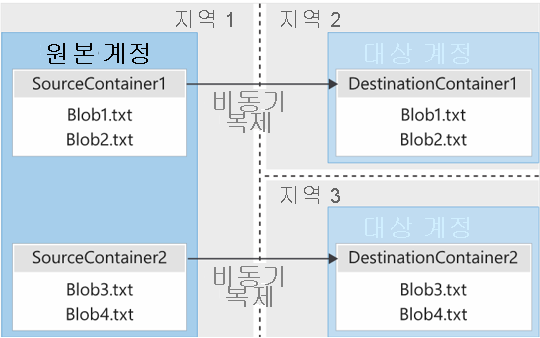 지역 1
원본 계정
SourceContainer1
Blob1.txt
Blob2.txt
비동기
복제
지역 2
대상 계정
DestinationContainer1
Blob1.txt
Blob2.txt
SourceContainer2
Blob3.txt
Blob4.txt
비동기
복제
지역 3
대상 계정
DestinationContainer2
Blob3.txt
Blob4.txt